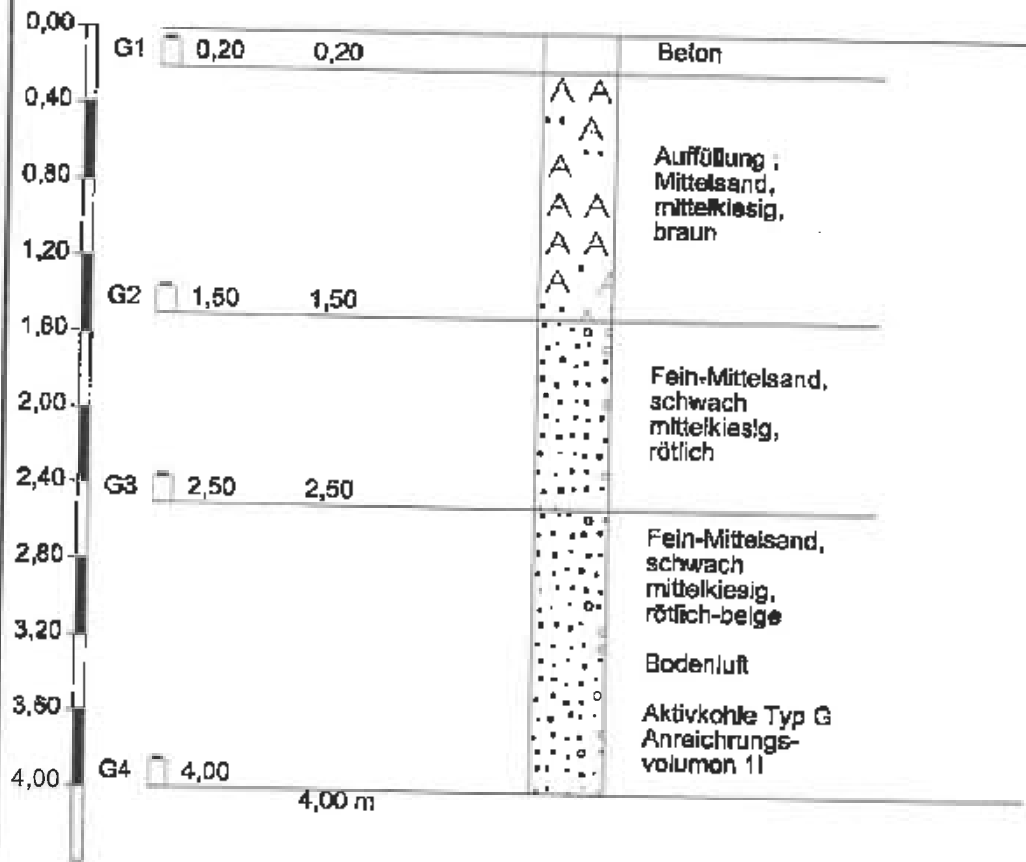 0,00
G1 0,20 0,20 Beton
0,40
0,80
Auffüllung ;
Mittelsand,
mittelkiesig,
braun
1,20
G2 1,50 1,50
1,60
Fein-Mittelsand,
schwach
mittelkiesig,
rötlich
2,00
2,40
G3 2,50 2,50
Fein-Mittelsand,
schwach
mittelkiesig,
rötlich-beige
2,80
3,20
Bodenluft
3,60
Aktivkohle Typ G
Anreichrungs-
volumon 1l
4,00
G4 4,00
4,00 m